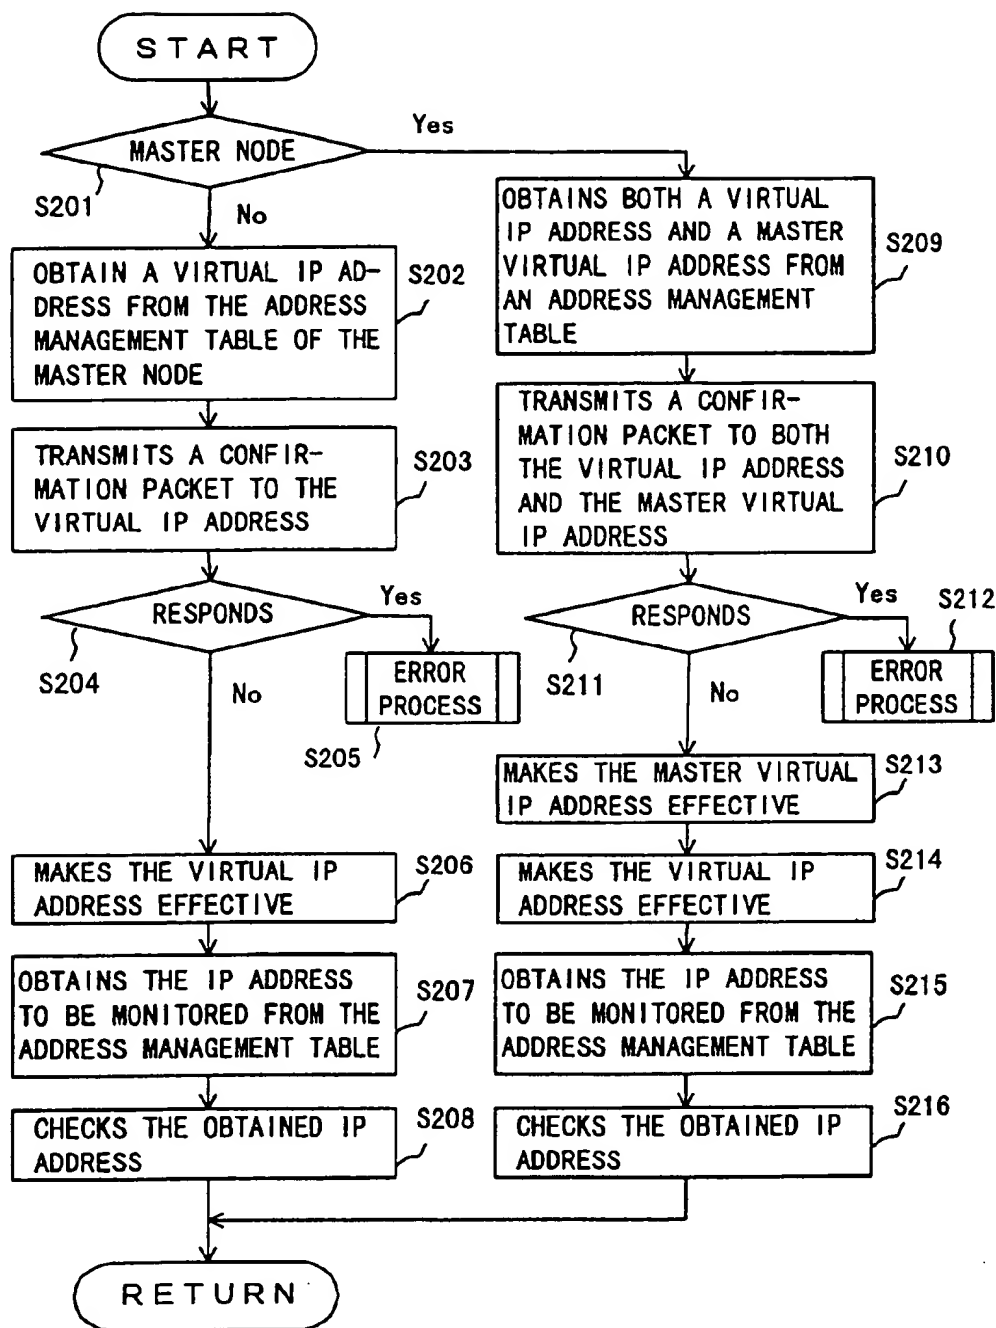 START
MASTER NODE
Yes
S201
No
OBTAIN A VIRTUAL IP AD-
DRESS FROM THE ADDRESS
MANAGEMENT TABLE OF THE
MASTER NODE
S202
TRANSMITS A CONFIR-
MATION PACKET TO THE
VIRTUAL IP ADDRESS
S203
RESPONDS
Yes
S204
No
ERROR
PROCESS
S205
MAKES THE VIRTUAL IP
ADDRESS EFFECTIVE
S206
OBTAINS THE IP ADDRESS
TO BE MONITORED FROM THE
ADDRESS MANAGEMENT TABLE
S207
CHECKS THE OBTAINED IP
ADDRESS
S208
OBTAINS BOTH A VIRTUAL
IP ADDRESS AND A MASTER
VIRTUAL IP ADDRESS FROM
AN ADDRESS MANAGEMENT
TABLE
S209
TRANSMITS A CONFIR-
MATION PACKET TO BOTH
THE VIRTUAL IP ADDRESS
AND THE MASTER VIRTUAL
IP ADDRESS
S210
RESPONDS
Yes
S212
S211
No
ERROR
PROCESS
MAKES THE MASTER VIRTUAL
IP ADDRESS EFFECTIVE
S213
MAKES THE VIRTUAL IP
ADDRESS EFFECTIVE
S214
OBTAINS THE IP ADDRESS
TO BE MONITORED FROM THE
ADDRESS MANAGEMENT TABLE
S215
CHECKS THE OBTAINED IP
ADDRESS
S216
RETURN